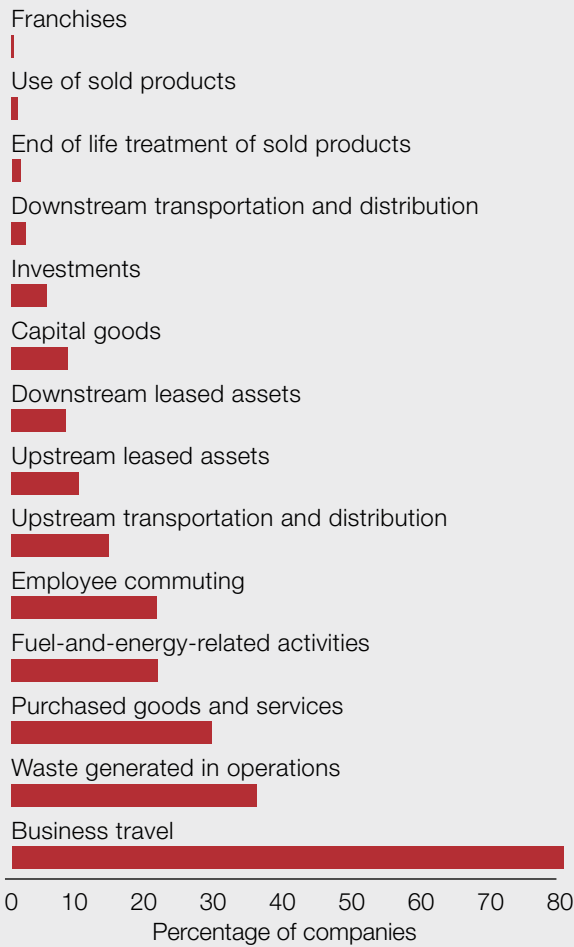 Franchises
Use of sold products
End of life treatment of sold products
Downstream transportation and distribution
Investments
Capital goods
Downstream leased assets
Upstream leased assets
Upstream transportation and distribution
Employee commuting
Fuel-and-energy-related activities
Purchased goods and services
Waste generated in operations
Business travel
0 10 20 30 40 50 60 70 80
Percentage of companies